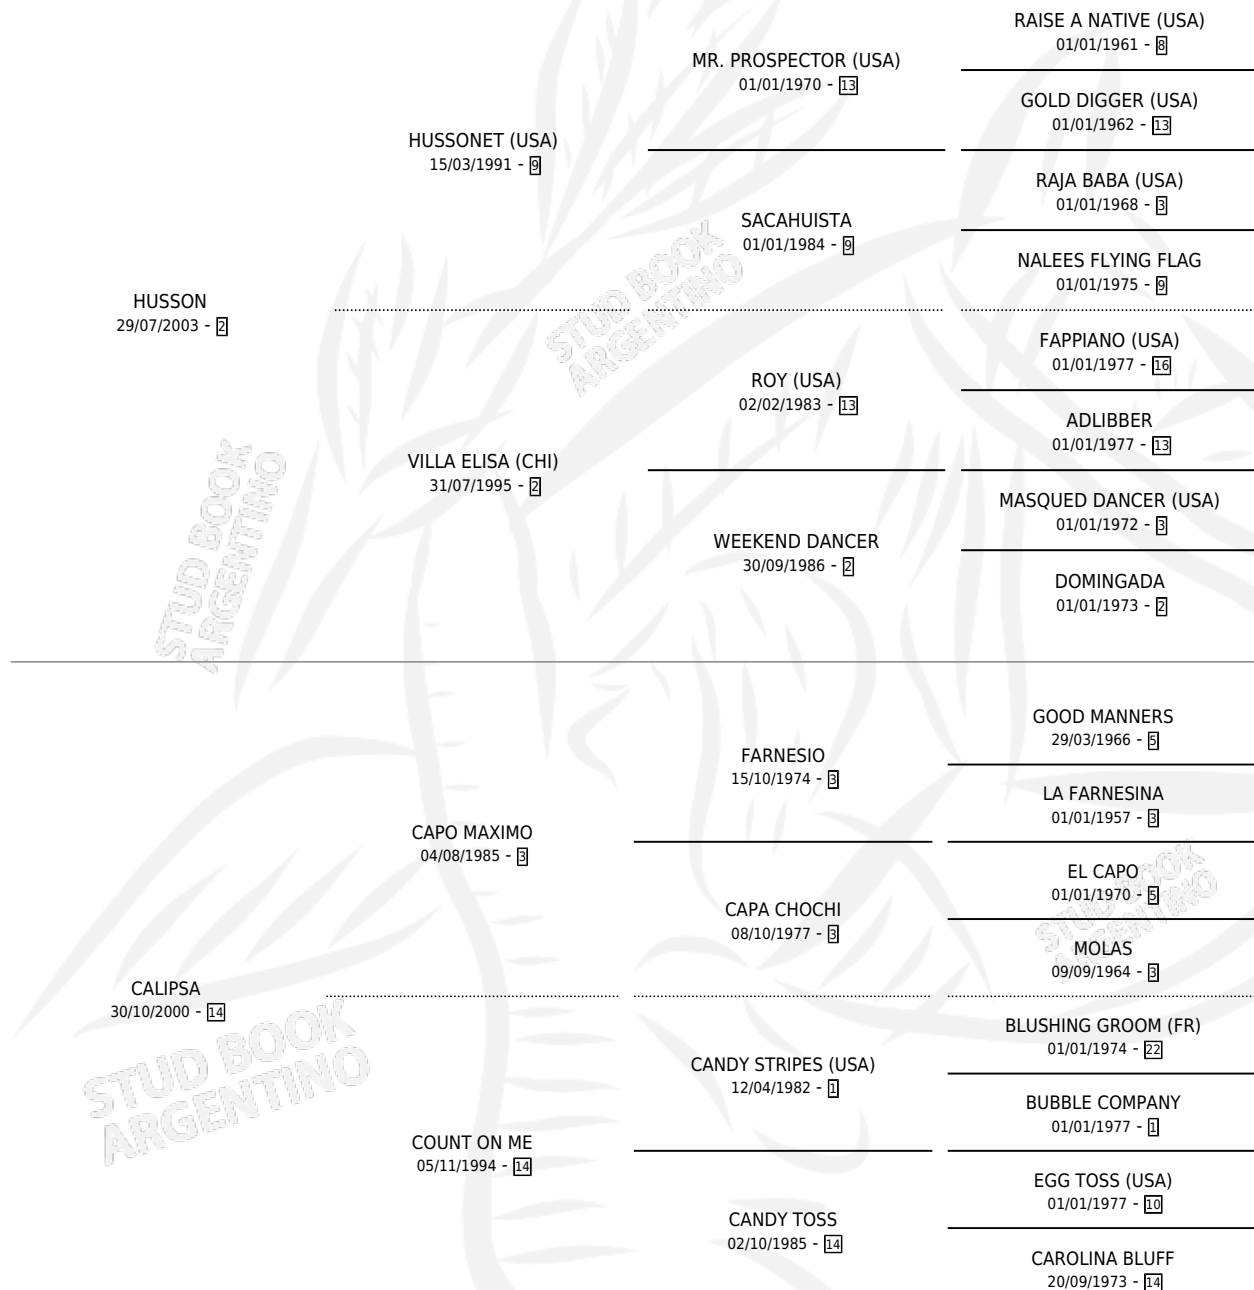 RAISE A NATIVE (USA)
01/01/1961 - 8
MR. PROSPECTOR (USA)
01/01/1970 - 13
GOLD DIGGER (USA)
01/01/1962 - 13
HUSSONET (USA)
15/03/1991 - 9
RAJA BABA (USA)
01/01/1968 - 3
SACAHUISTA
01/01/1984 - 9
NALEES FLYING FLAG
01/01/1975 - 9
HUSSON
29/07/2003 - 2
FAPPIANO (USA)
01/01/1977 - 16
ROY (USA)
02/02/1983 - 13
ADLIBBER
01/01/1977 - 13
VILLA ELISA (CHI)
31/07/1995 - 2
MASQUED DANCER (USA)
01/01/1972 - 3
WEEKEND DANCER
30/09/1986 - 2
DOMINGADA
01/01/1973 - 2
GOOD MANNERS
29/03/1966 - 5
FARNESIO
15/10/1974 - 3
LA FARNESINA
01/01/1957 - 3
CAPO MAXIMO
04/08/1985 - 3
EL CAPO
01/01/1970 - 5
CAPA CHOCHI
08/10/1977 - 3
MOLAS
09/09/1964 - 3
CALIPSA
30/10/2000 - 14
BLUSHING GROOM (FR)
01/01/1974 - 22
CANDY STRIPES (USA)
12/04/1982 - 1
BUBBLE COMPANY
01/01/1977 - 1
COUNT ON ME
05/11/1994 - 14
EGG TOSS (USA)
01/01/1977 - 10
CANDY TOSS
02/10/1985 - 14
CAROLINA BLUFF
20/09/1973 - 14
STUD BOOK
ARGENTINO
STUD BOOK
ARGENTINO
STUD BOOK
ARGENTINO
STUD BOOK
ARGENTINO